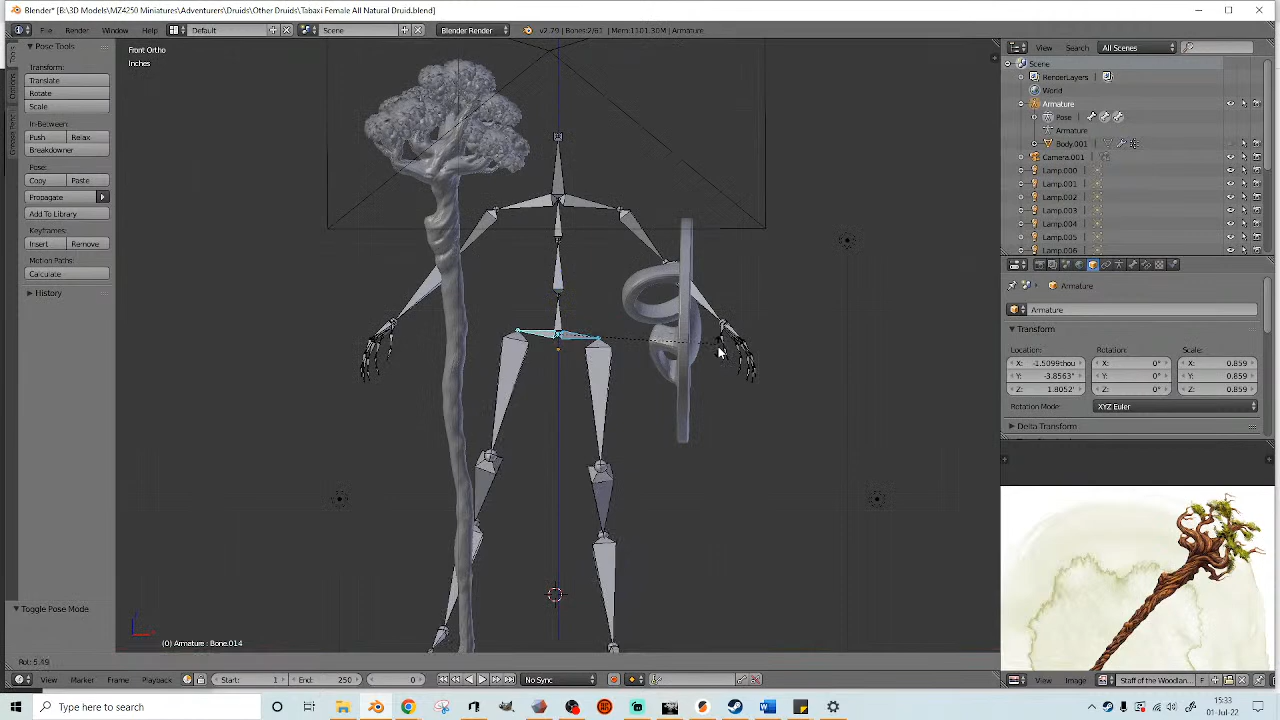 Blender* [B:\3D Models\MZ4250 Miniatures\Adventurers\Druids\Other Druids\Tabaxi Female All Natural Druid.blend]
File Render Window Help Default Scene Blender Render v2.79 | Bones:2/61 | Mem:1101.30M | Armature
Pose Tools
Transform:
Translate
Rotate
Scale
In-Between:
Push Relax
Breakdowner
Pose:
Copy Paste
Propagate
Add To Library
Keyframes:
Insert Remove
Motion Paths:
Calculate
History
Tools
Options
Grease Pencil
Toggle Pose Mode
Front Ortho
Inches
(0) Armature : Bone.014
Rot: 5.49
View Search All Scenes
Scene
RenderLayers
World
Armature
Pose
Armature
Body.001
Camera.001
Lamp.000
Lamp.001
Lamp.002
Lamp.003
Lamp.004
Lamp.005
Lamp.006
Armature
Armature
Transform
Location: Rotation: Scale:
X: -1.5099thou X: 0° X: 0.859
Y: -3.8563" Y: 0° Y: 0.859
Z: 1.8052' Z: 0° Z: 0.859
Rotation Mode: XYZ Euler
Delta Transform
View Marker Frame Playback Start: 1 End: 250 0 No Sync
View Image Staff of the Woodlan F
Type here to search
15:33
01-Jul-22